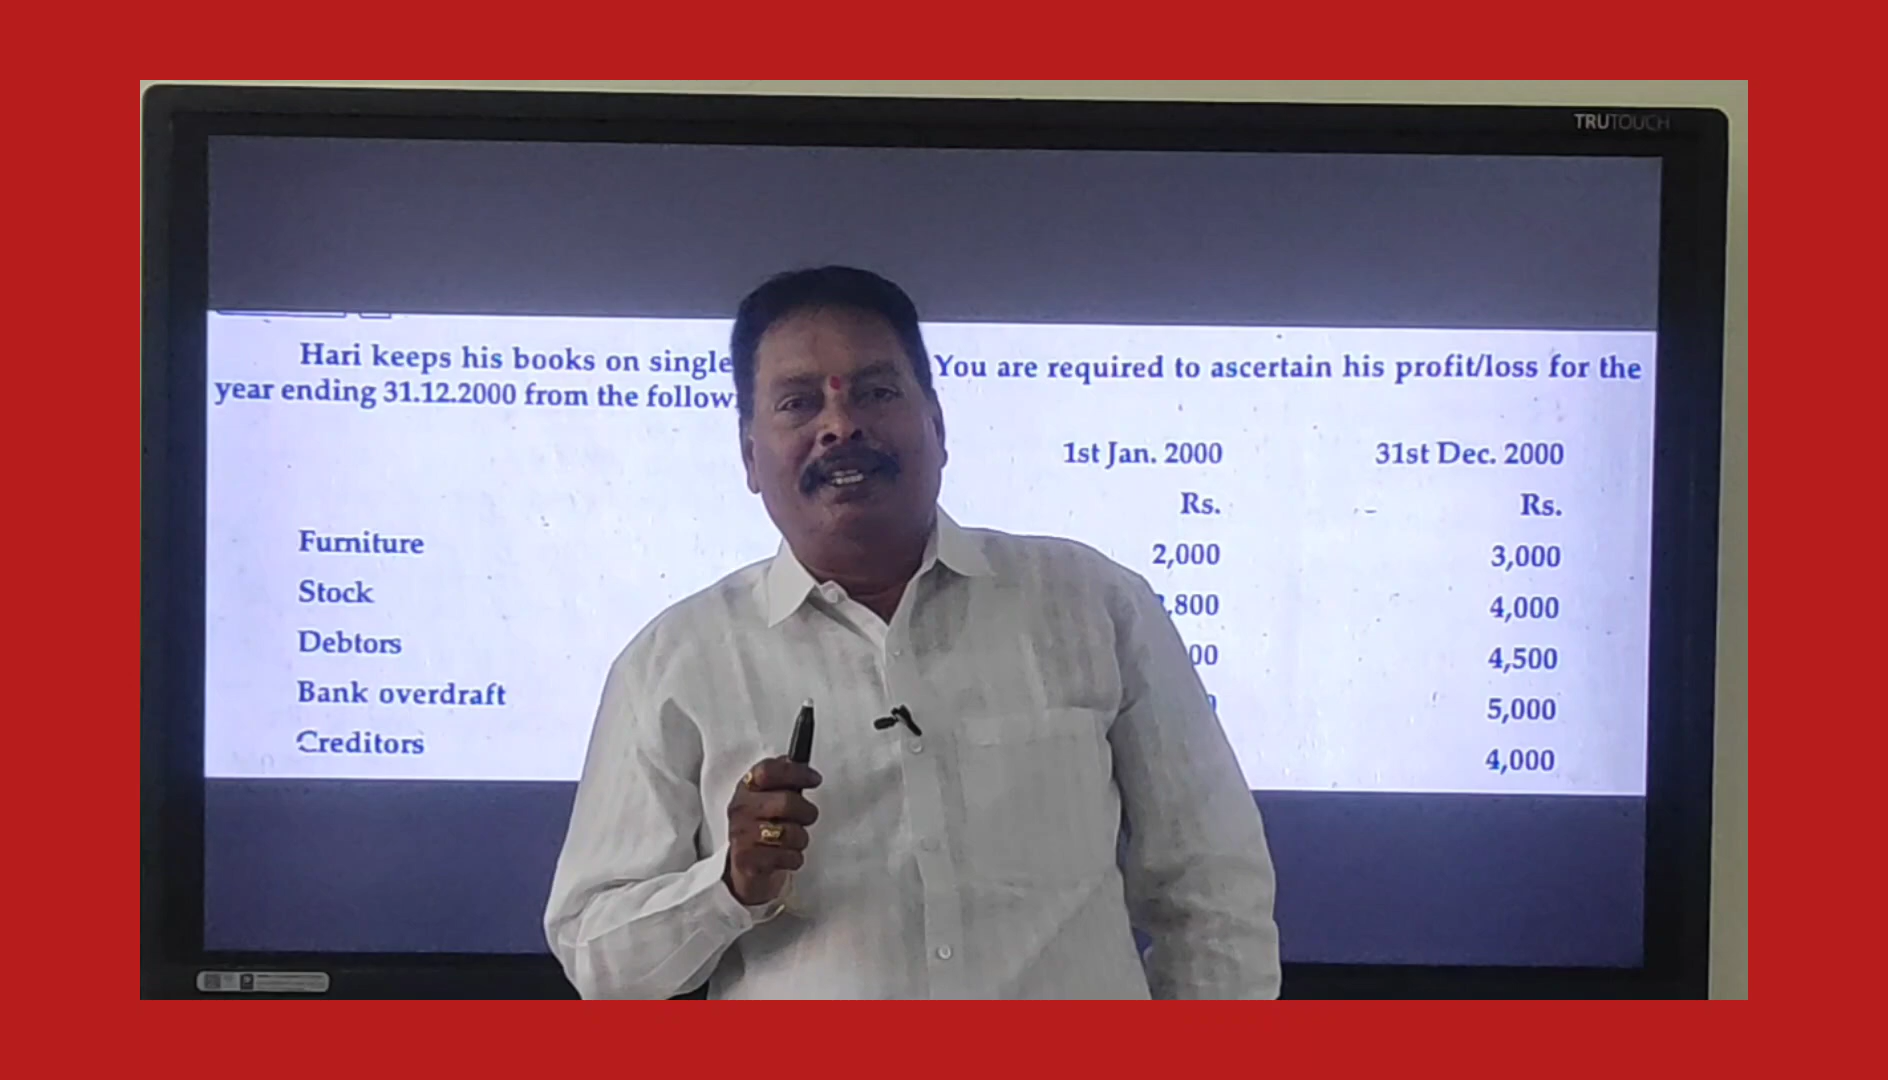 TRUTOUCH
Hari keeps his books on single You are required to ascertain his profit/loss for the
year ending 31.12.2000 from the
1st Jan. 2000 31st Dec. 2000
Rs. Rs.
Furniture 2,000 3,000
Stock ,800 4,000
Debtors 00 4,500
Bank overdraft 5,000
Creditors 4,000